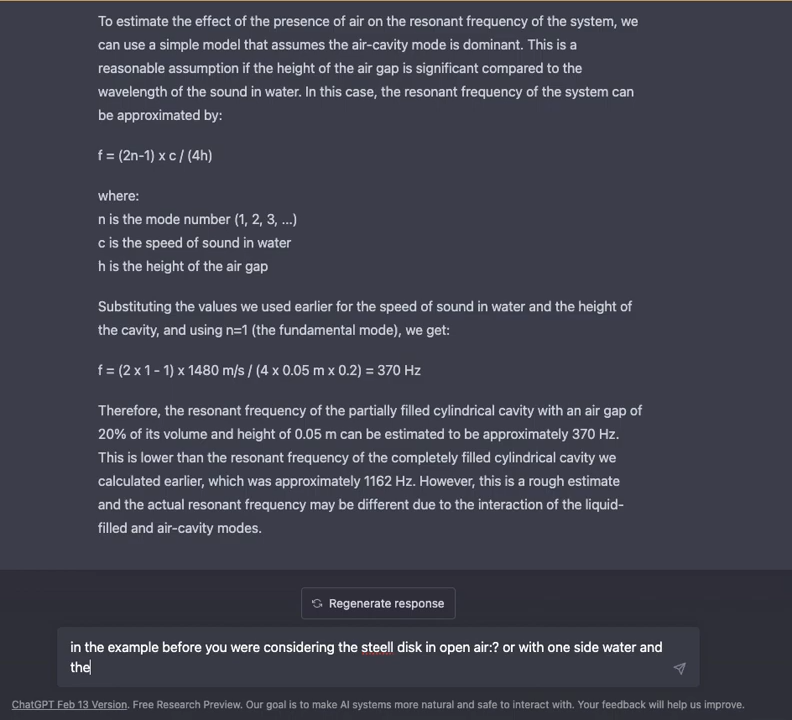 To estimate the effect of the presence of air on the resonant frequency of the system, we
can use a simple model that assumes the air-cavity mode is dominant. This is a
reasonable assumption if the height of the air gap is significant compared to the
wavelength of the sound in water. In this case, the resonant frequency of the system can
be approximated by:
f = (2n-1) x c / (4h)
where:
n is the mode number (1, 2, 3, ...)
c is the speed of sound in water
h is the height of the air gap
Substituting the values we used earlier for the speed of sound in water and the height of
the cavity, and using n=1 (the fundamental mode), we get:
f = (2 x 1 - 1) x 1480 m/s / (4 x 0.05 m x 0.2) = 370 Hz
Therefore, the resonant frequency of the partially filled cylindrical cavity with an air gap of
20% of its volume and height of 0.05 m can be estimated to be approximately 370 Hz.
This is lower than the resonant frequency of the completely filled cylindrical cavity we
calculated earlier, which was approximately 1162 Hz. However, this is a rough estimate
and the actual resonant frequency may be different due to the interaction of the liquid-
filled and air-cavity modes.
Regenerate response
in the example before you were considering the steell disk in open air:? or with one side water and
the
ChatGPT Feb 13 Version. Free Research Preview. Our goal is to make AI systems more natural and safe to interact with. Your feedback will help us improve.